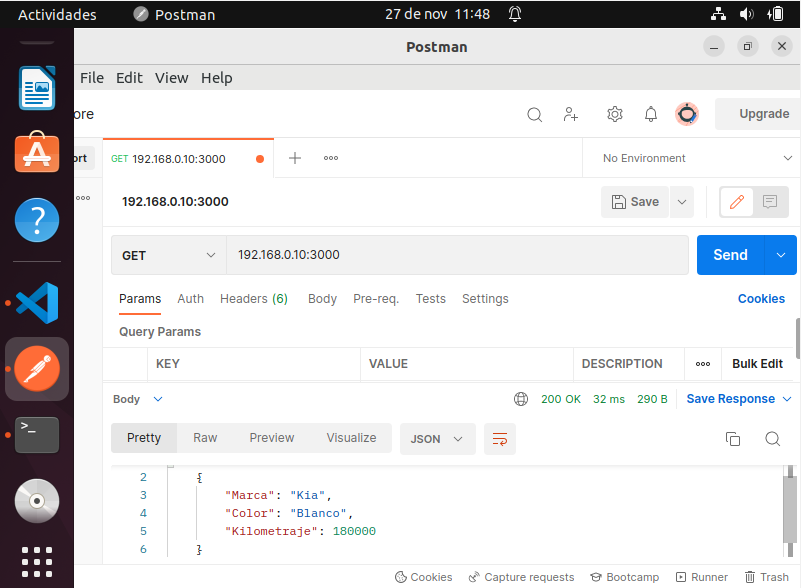 Actividades Postman 27 de nov 11:48
Postman
File Edit View Help
ore Upgrade
ort GET 192.168.0.10:3000 No Environment
192.168.0.10:3000 Save
GET 192.168.0.10:3000 Send
Params Auth Headers (6) Body Pre-req. Tests Settings Cookies
Query Params
KEY VALUE DESCRIPTION Bulk Edit
Body 200 OK 32 ms 290 B Save Response
Pretty Raw Preview Visualize JSON
2 {
3 "Marca": "Kia",
4 "Color": "Blanco",
5 "Kilometraje": 180000
6 }
Cookies Capture requests Bootcamp Runner Trash